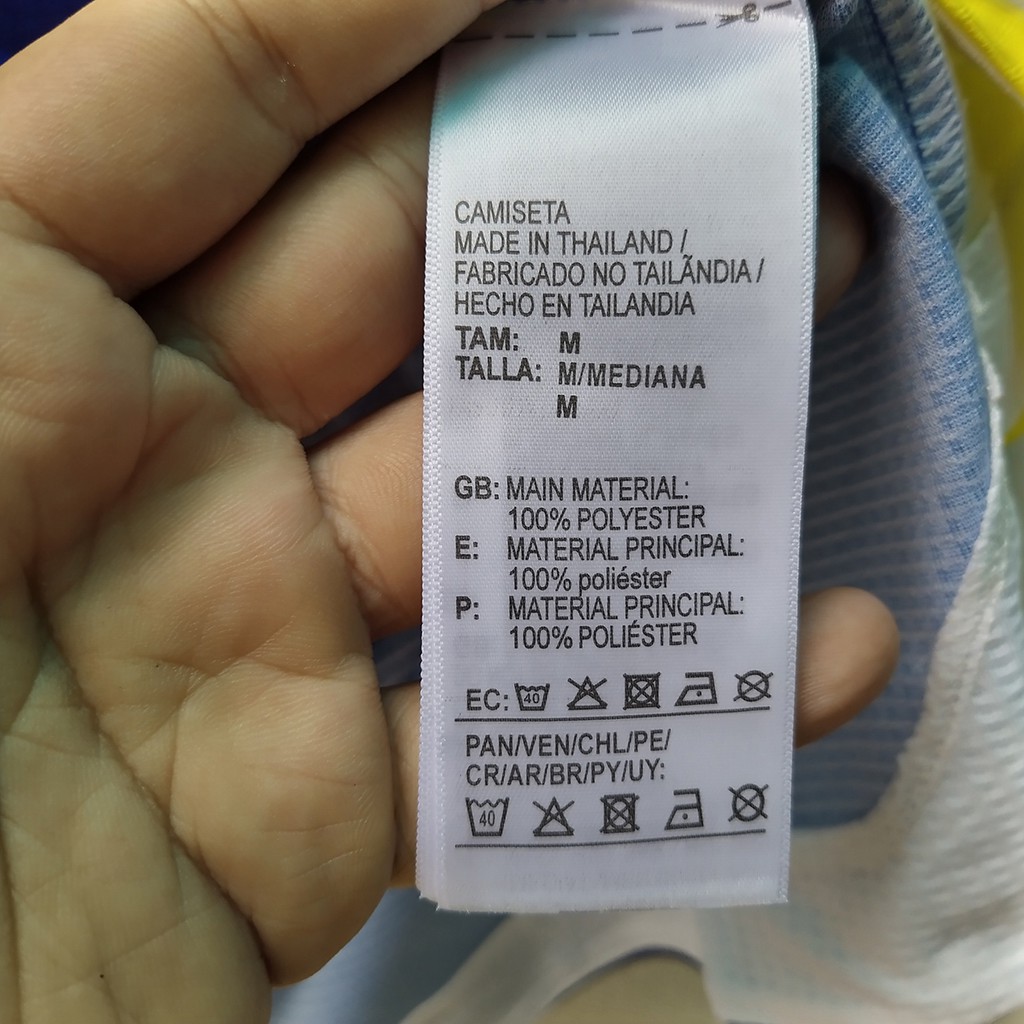 CAMISETA
MADE IN THAILAND /
FABRICADO NO TAILÃNDIA /
HECHO EN TAILANDIA
TAM: M
TALLA: M/MEDIANA
M
GB: MAIN MATERIAL:
100% POLYESTER
E: MATERIAL PRINCIPAL:
100% poliéster
P: MATERIAL PRINCIPAL:
100% POLIÉSTER
EC: 40
PAN/VEN/CHL/PE/
CR/AR/BR/PY/UY:
40